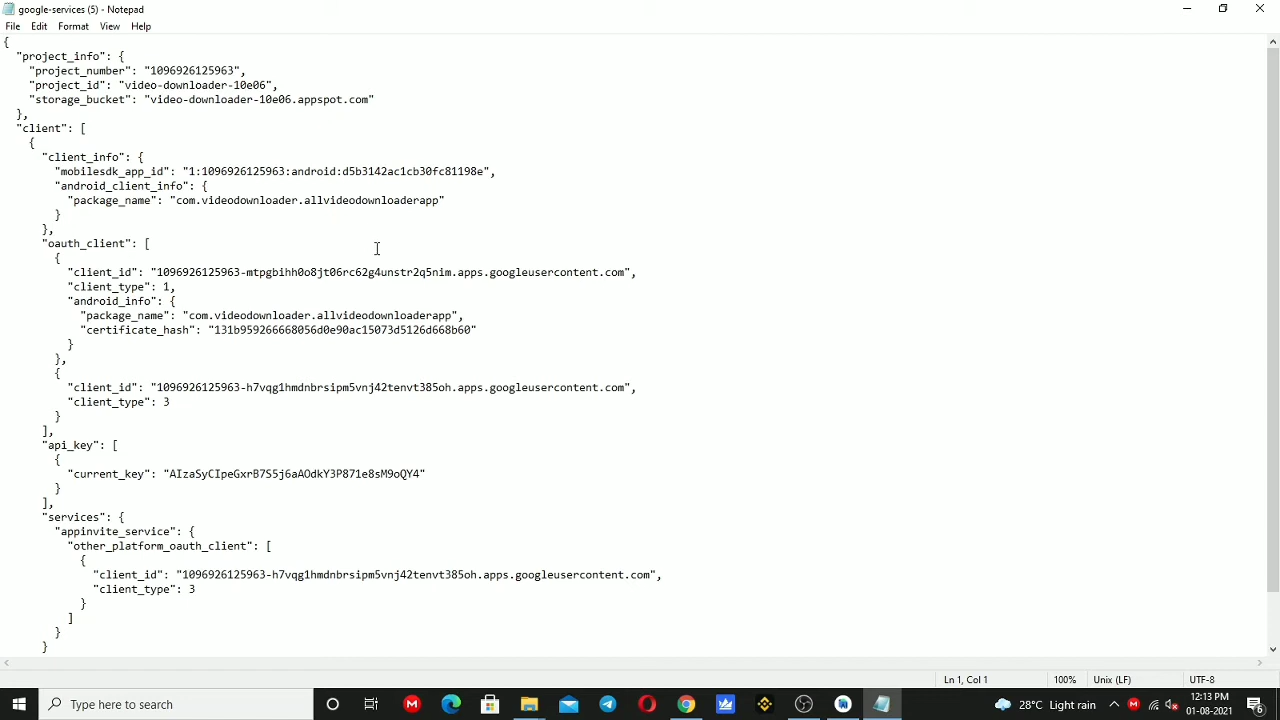 google-services (5) - Notepad
File Edit Format View Help
{
"project_info": {
"project_number": "1096926125963",
"project_id": "video-downloader-10e06",
"storage_bucket": "video-downloader-10e06.appspot.com"
},
"client": [
{
"client_info": {
"mobilesdk_app_id": "1:1096926125963:android:d5b3142ac1cb30fc81198e",
"android_client_info": {
"package_name": "com.videodownloader.allvideodownloaderapp"
}
},
"oauth_client": [
{
"client_id": "1096926125963-mtpgbihh0o8jt06rc62g4unstr2q5nim.apps.googleusercontent.com",
"client_type": 1,
"android_info": {
"package_name": "com.videodownloader.allvideodownloaderapp",
"certificate_hash": "131b959266668056d0e90ac15073d5126d668b60"
}
},
{
"client_id": "1096926125963-h7vqg1hmdnbrsipm5vnj42tenvt385oh.apps.googleusercontent.com",
"client_type": 3
}
],
"api_key": [
{
"current_key": "AIzaSyCIpeGxrB7S5j6aAOdkY3P871e8sM9oQY4"
}
],
"services": {
"appinvite_service": {
"other_platform_oauth_client": [
{
"client_id": "1096926125963-h7vqg1hmdnbrsipm5vnj42tenvt385oh.apps.googleusercontent.com",
"client_type": 3
}
]
}
}
Ln 1, Col 1 100% Unix (LF) UTF-8
Type here to search 28°C Light rain 12:13 PM
01-08-2021 6